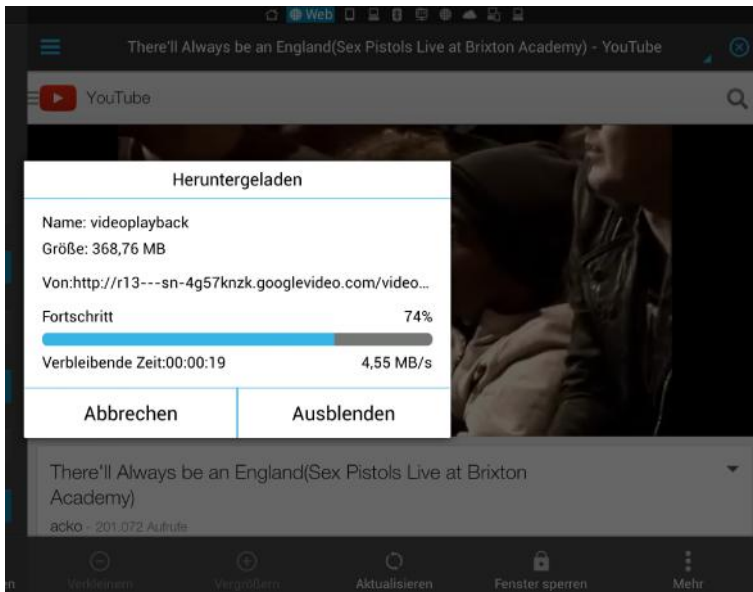 Web
There'll Always be an England(Sex Pistols Live at Brixton Academy) - YouTube
YouTube
Heruntergeladen
Name: videoplayback
Größe: 368,76 MB
Von:http://r13---sn-4g57knzk.googlevideo.com/video...
Fortschritt 74%
Verbleibende Zeit:00:00:19 4,55 MB/s
Abbrechen Ausblenden
There'll Always be an England(Sex Pistols Live at Brixton
Academy)
acko - 201.072 Aufrufe
en Verkleinern Vergrößern Aktualisieren Fenster sperren Mehr